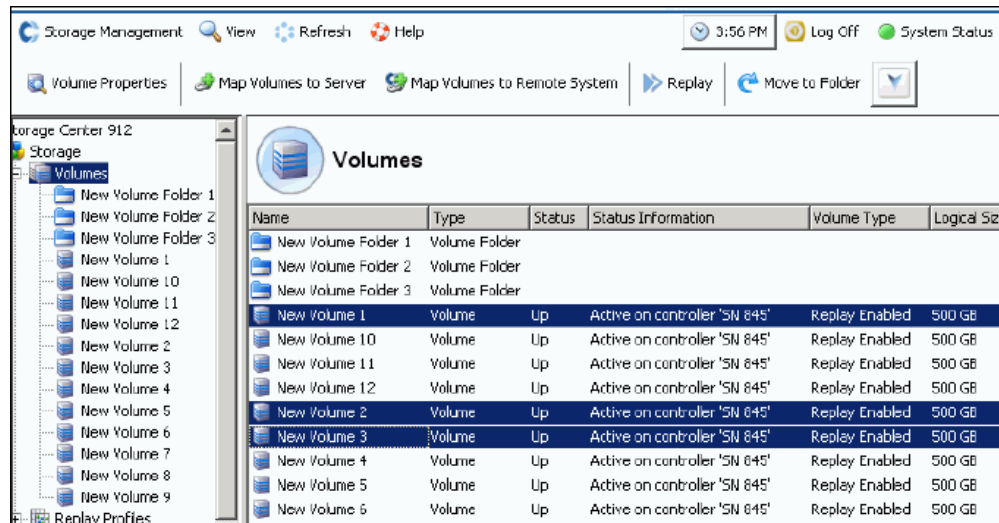 Storage Management View Refresh Help 3:56 PM Log Off System Status
Volume Properties Map Volumes to Server Map Volumes to Remote System Replay Move to Folder
torage Center 912
Storage
Volumes
New Volume Folder 1
New Volume Folder 2
New Volume Folder 3
New Volume 1
New Volume 10
New Volume 11
New Volume 12
New Volume 2
New Volume 3
New Volume 4
New Volume 5
New Volume 6
New Volume 7
New Volume 8
New Volume 9
Replay Profiles
Volumes
Name Type Status Status Information Volume Type Logical Siz
New Volume Folder 1 Volume Folder
New Volume Folder 2 Volume Folder
New Volume Folder 3 Volume Folder
New Volume 1 Volume Up Active on controller 'SN 845' Replay Enabled 500 GB
New Volume 10 Volume Up Active on controller 'SN 845' Replay Enabled 500 GB
New Volume 11 Volume Up Active on controller 'SN 845' Replay Enabled 500 GB
New Volume 12 Volume Up Active on controller 'SN 845' Replay Enabled 500 GB
New Volume 2 Volume Up Active on controller 'SN 845' Replay Enabled 500 GB
New Volume 3 Volume Up Active on controller 'SN 845' Replay Enabled 500 GB
New Volume 4 Volume Up Active on controller 'SN 845' Replay Enabled 500 GB
New Volume 5 Volume Up Active on controller 'SN 845' Replay Enabled 500 GB
New Volume 6 Volume Up Active on controller 'SN 845' Replay Enabled 500 GB